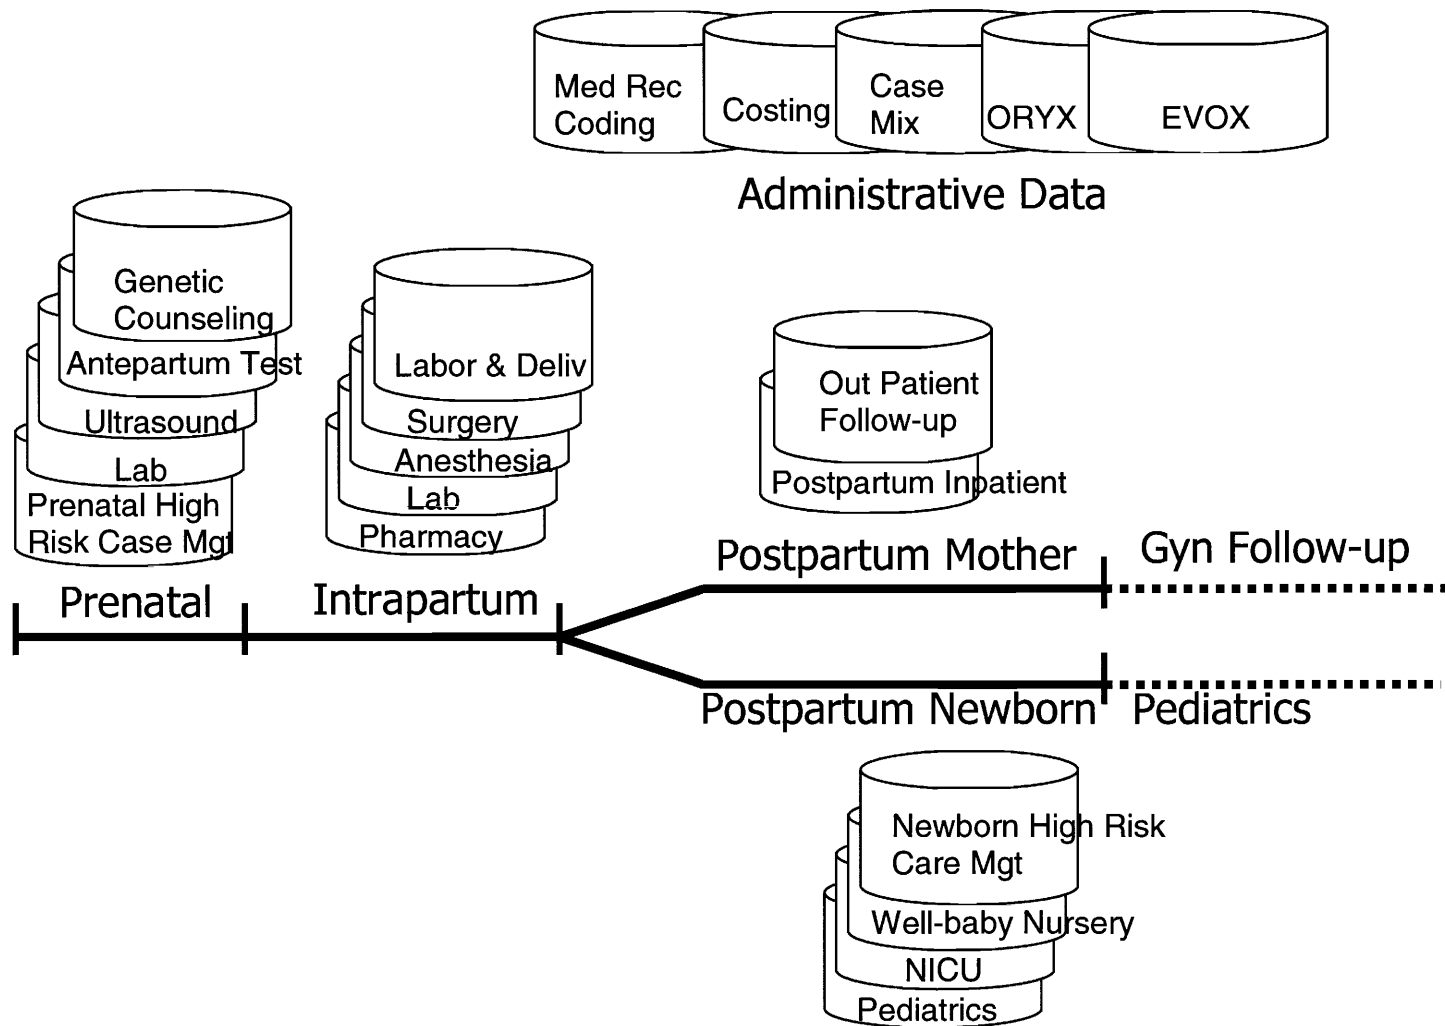 Med Rec
Coding
Costing
Case
Mix
ORYX
EVOX
Administrative Data
Genetic
Counseling
Antepartum Test
Ultrasound
Lab
Prenatal High
Risk Case Mgt
Prenatal
Labor & Deliv
Surgery
Anesthesia
Lab
Pharmacy
Intrapartum
Out Patient
Follow-up
Postpartum Inpatient
Postpartum Mother
Gyn Follow-up
Postpartum Newborn
Pediatrics
Newborn High Risk
Care Mgt
Well-baby Nursery
NICU
Pediatrics